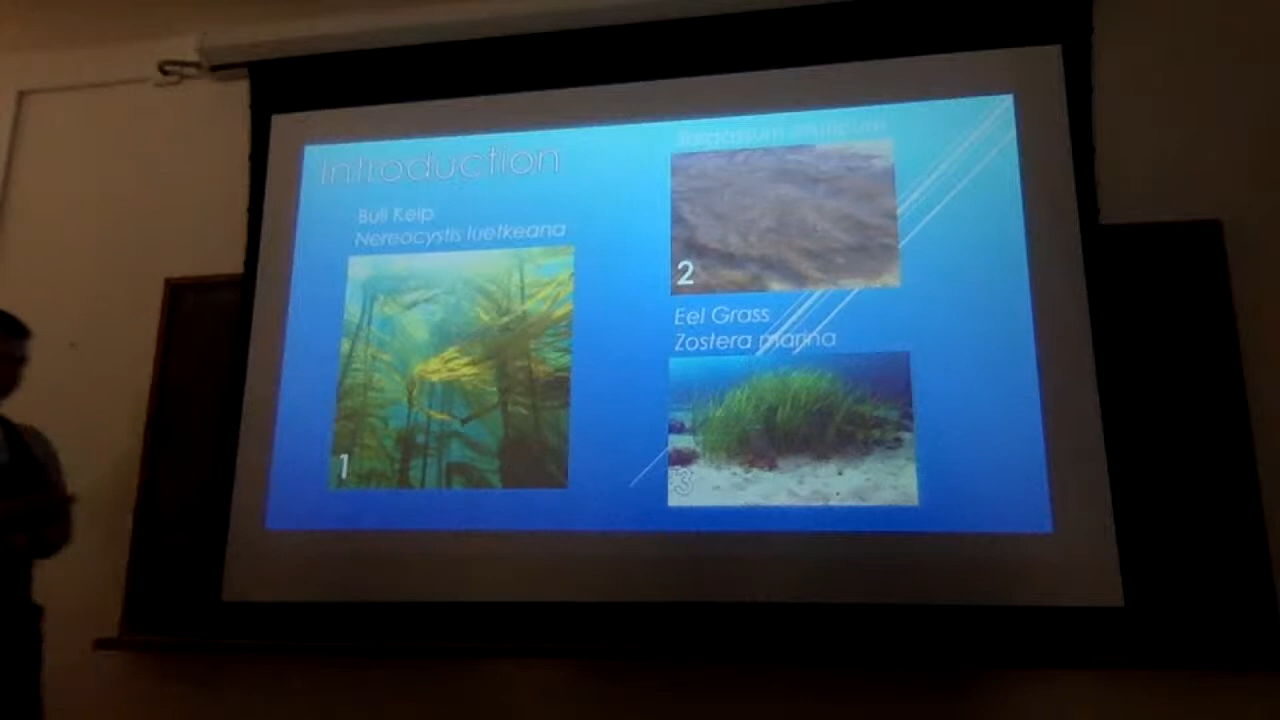 Introduction
Bull Kelp
Nereocystis luetkeana
1
Sargassum muticum
2
Eel Grass
Zostera marina
3